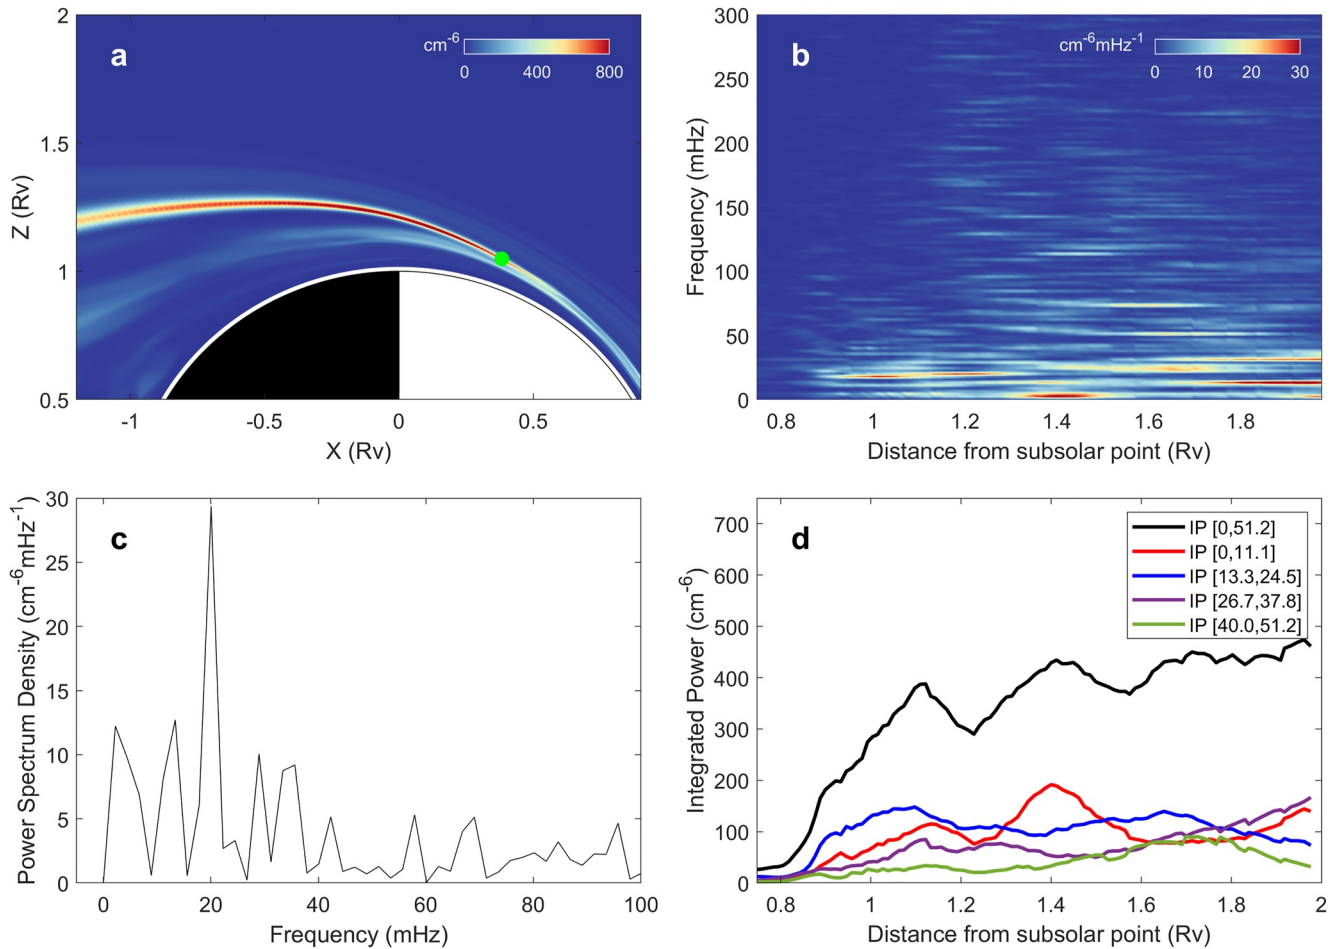 a
cm-6
0 400 800
2
1.5
1
0.5
Z (Rv)
-1 -0.5 0 0.5
X (Rv)
b
cm-6mHz-1
0 10 20 30
300
250
200
150
100
50
0
Frequency (mHz)
0.8 1 1.2 1.4 1.6 1.8
Distance from subsolar point (Rv)
c
30
25
20
15
10
5
0
Power Spectrum Density (cm-6mHz-1)
0 20 40 60 80 100
Frequency (mHz)
d
IP [0,51.2]
IP [0,11.1]
IP [13.3,24.5]
IP [26.7,37.8]
IP [40.0,51.2]
700
600
500
400
300
200
100
0
Integrated Power (cm-6)
0.8 1 1.2 1.4 1.6 1.8 2
Distance from subsolar point (Rv)